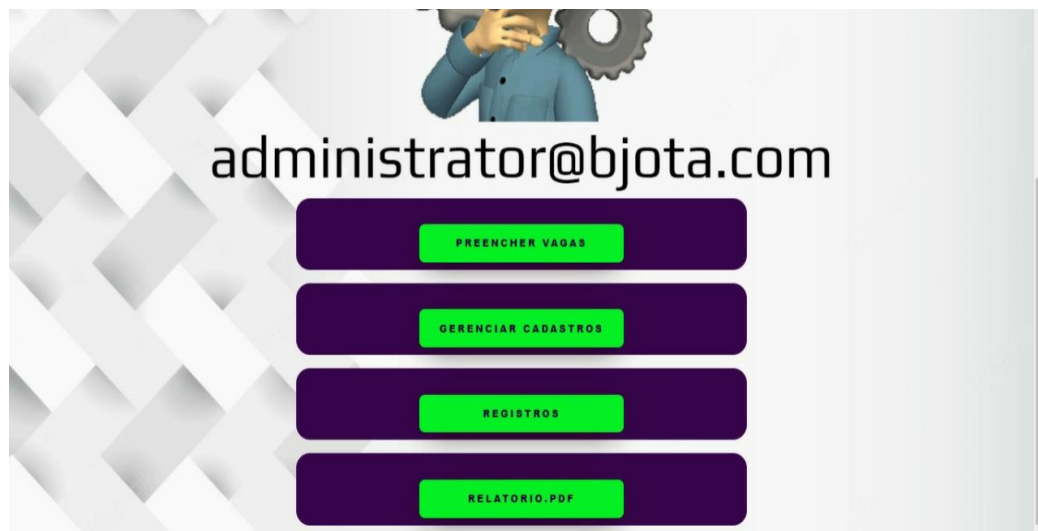 administrator@bjota.com
PREENCHER VAGAS
GERENCIAR CADASTROS
REGISTROS
RELATORIO.PDF